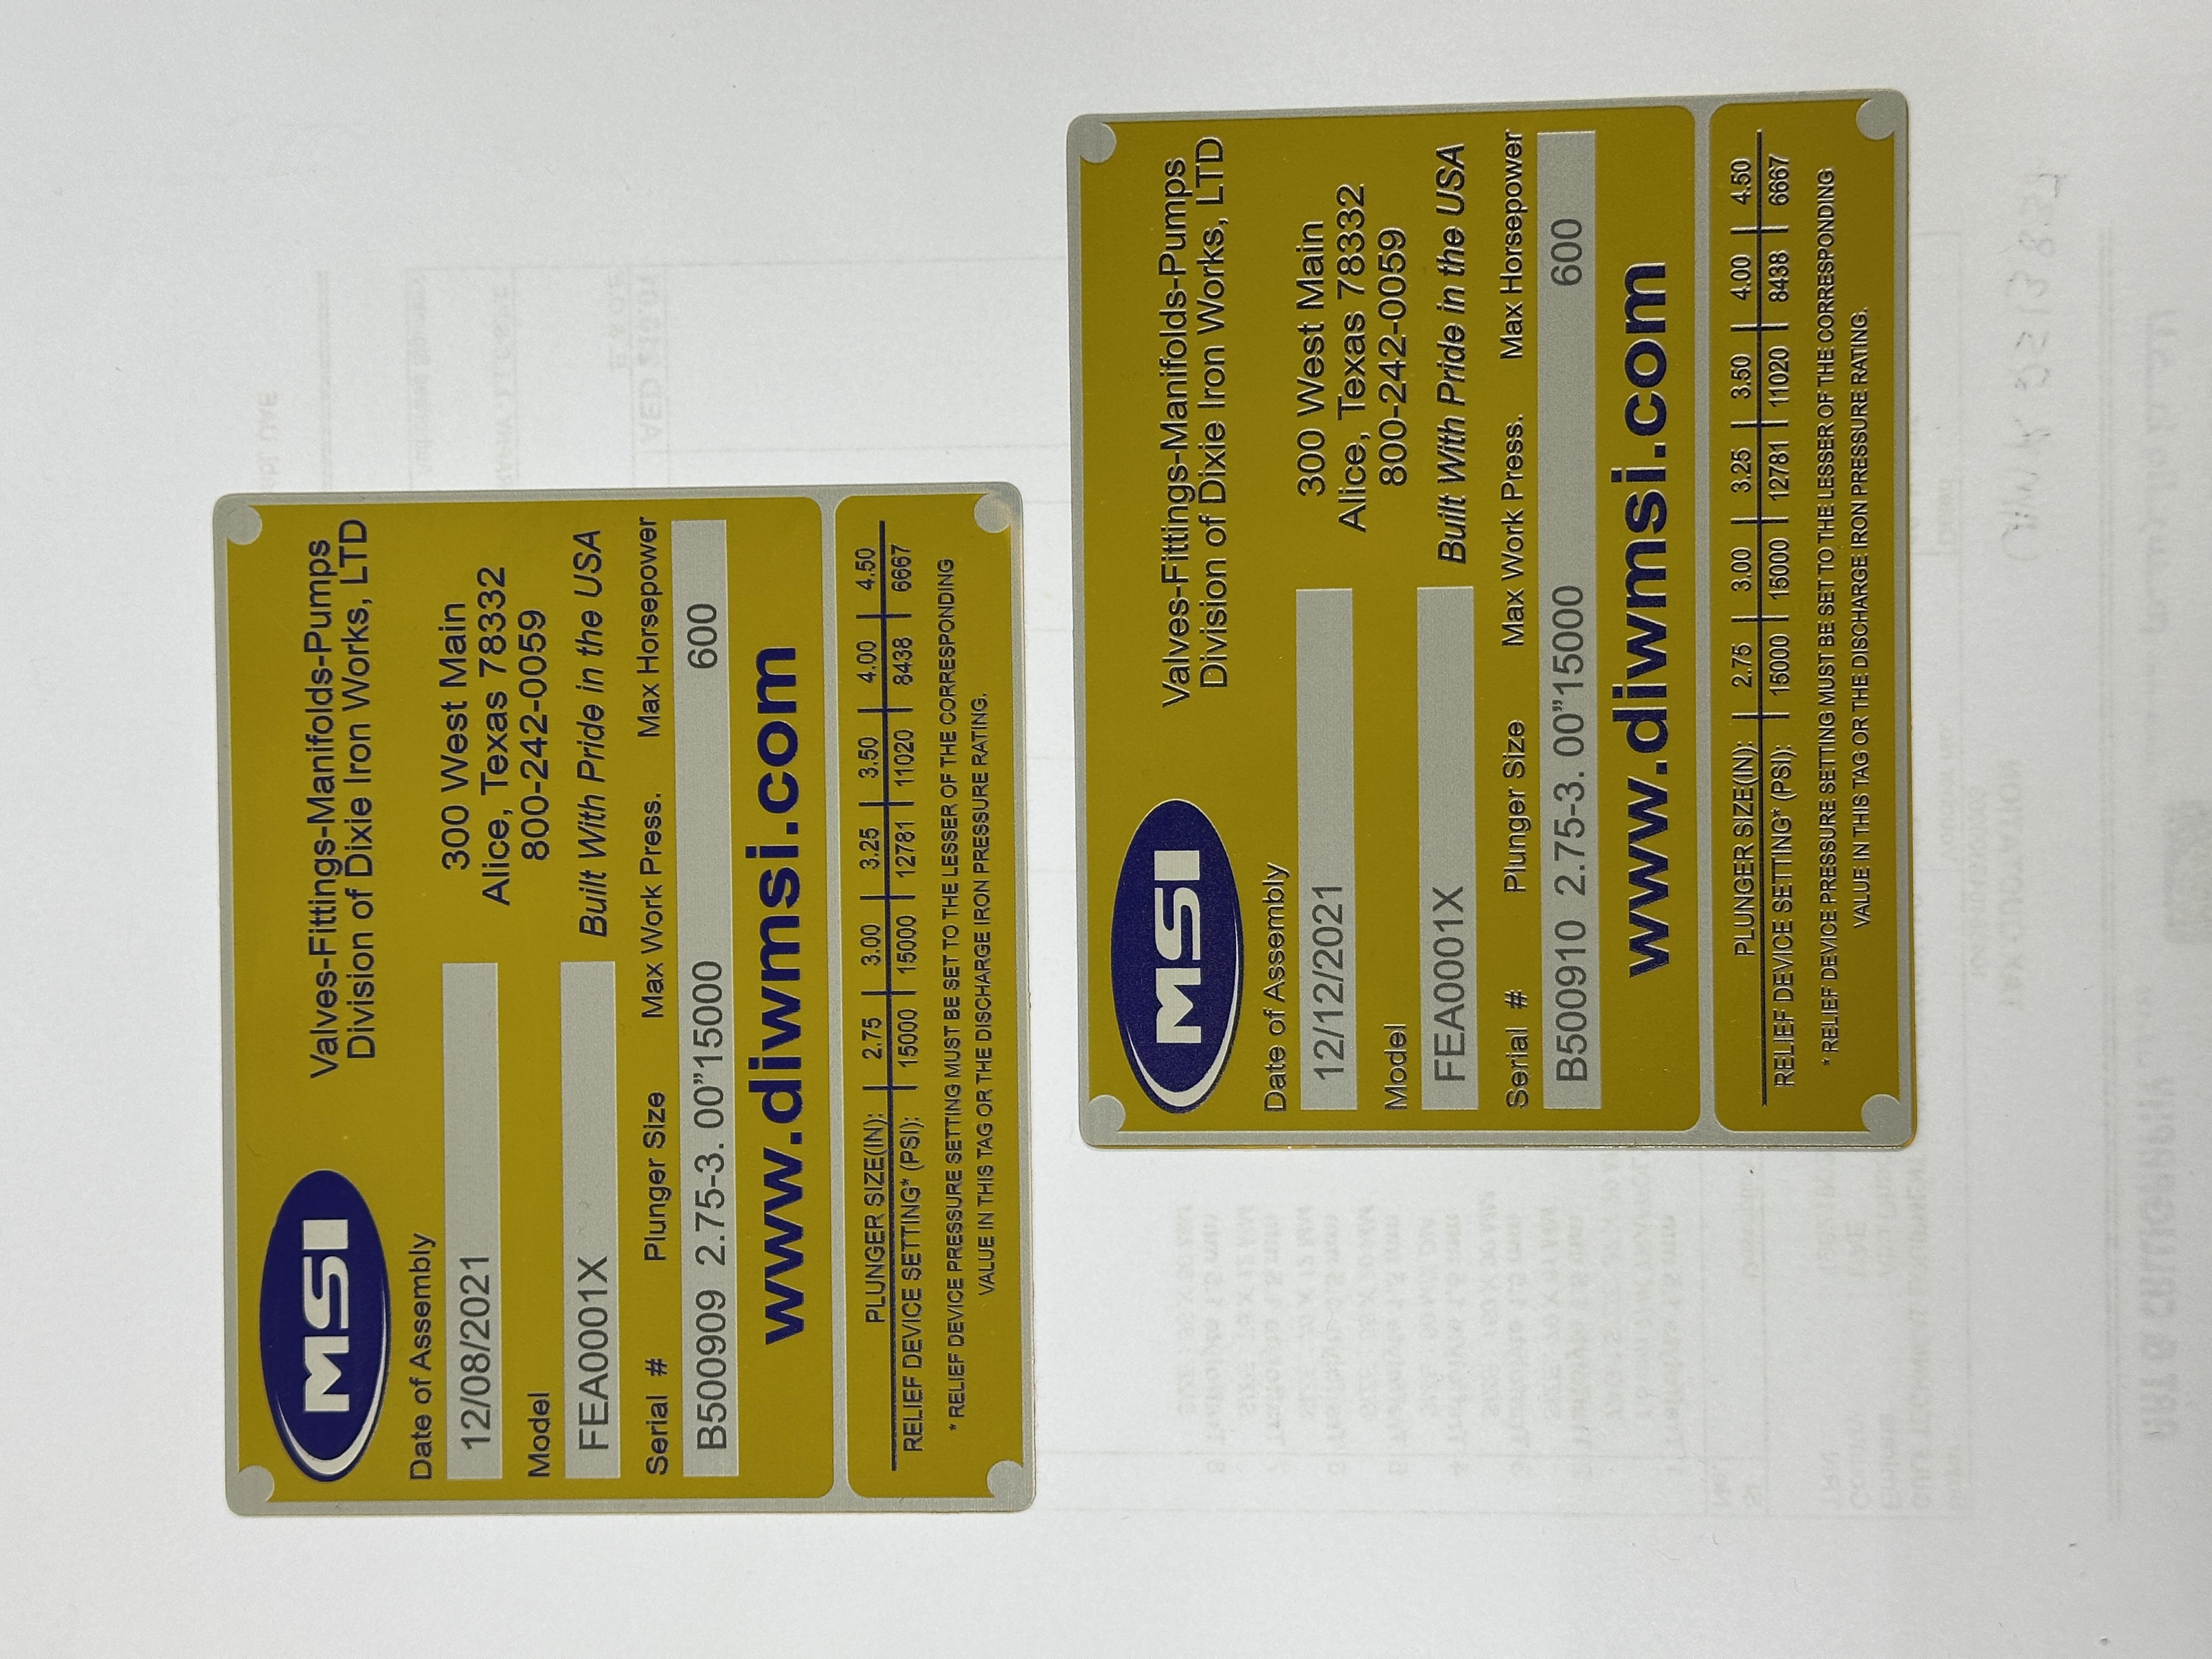 MSI
Valves-Fittings-Manifolds-Pumps
Division of Dixie Iron Works, LTD
Date of Assembly
12/08/2021
300 West Main
Alice, Texas 78332
800-242-0059
Model
FEA0001X
Built With Pride in the USA
Serial # Plunger Size Max Work Press. Max Horsepower
B500909 2.75-3. 00"15000 600
www.diwmsi.com
PLUNGER SIZE(IN): | 2.75 | 3.00 | 3.25 | 3.50 | 4.00 | 4.50
RELIEF DEVICE SETTING* (PSI): | 15000 | 15000 | 12781 | 11020 | 8438 | 6667
* RELIEF DEVICE PRESSURE SETTING MUST BE SET TO THE LESSER OF THE CORRESPONDING
VALUE IN THIS TAG OR THE DISCHARGE IRON PRESSURE RATING.
MSI
Valves-Fittings-Manifolds-Pumps
Division of Dixie Iron Works, LTD
Date of Assembly
12/12/2021
300 West Main
Alice, Texas 78332
800-242-0059
Model
FEA0001X
Built With Pride in the USA
Serial # Plunger Size Max Work Press. Max Horsepower
B500910 2.75-3. 00"15000 600
www.diwmsi.com
PLUNGER SIZE(IN): | 2.75 | 3.00 | 3.25 | 3.50 | 4.00 | 4.50
RELIEF DEVICE SETTING* (PSI): | 15000 | 15000 | 12781 | 11020 | 8438 | 6667
* RELIEF DEVICE PRESSURE SETTING MUST BE SET TO THE LESSER OF THE CORRESPONDING
VALUE IN THIS TAG OR THE DISCHARGE IRON PRESSURE RATING.